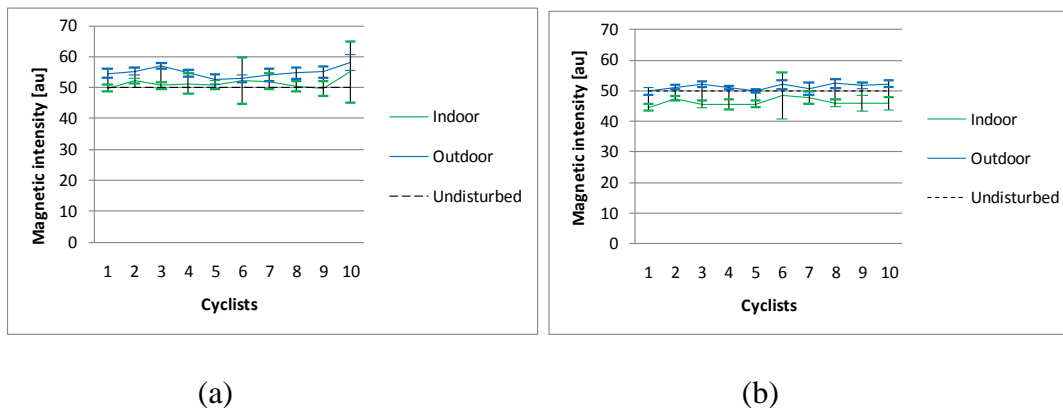 70
60
50
40
30
20
10
0
Magnetic intensity [au]
1 2 3 4 5 6 7 8 9 10
Cyclists
Indoor
Outdoor
Undisturbed
(a)
70
60
50
40
30
20
10
0
Magnetic intensity [au]
1 2 3 4 5 6 7 8 9 10
Cyclists
Indoor
Outdoor
Undisturbed
(b)